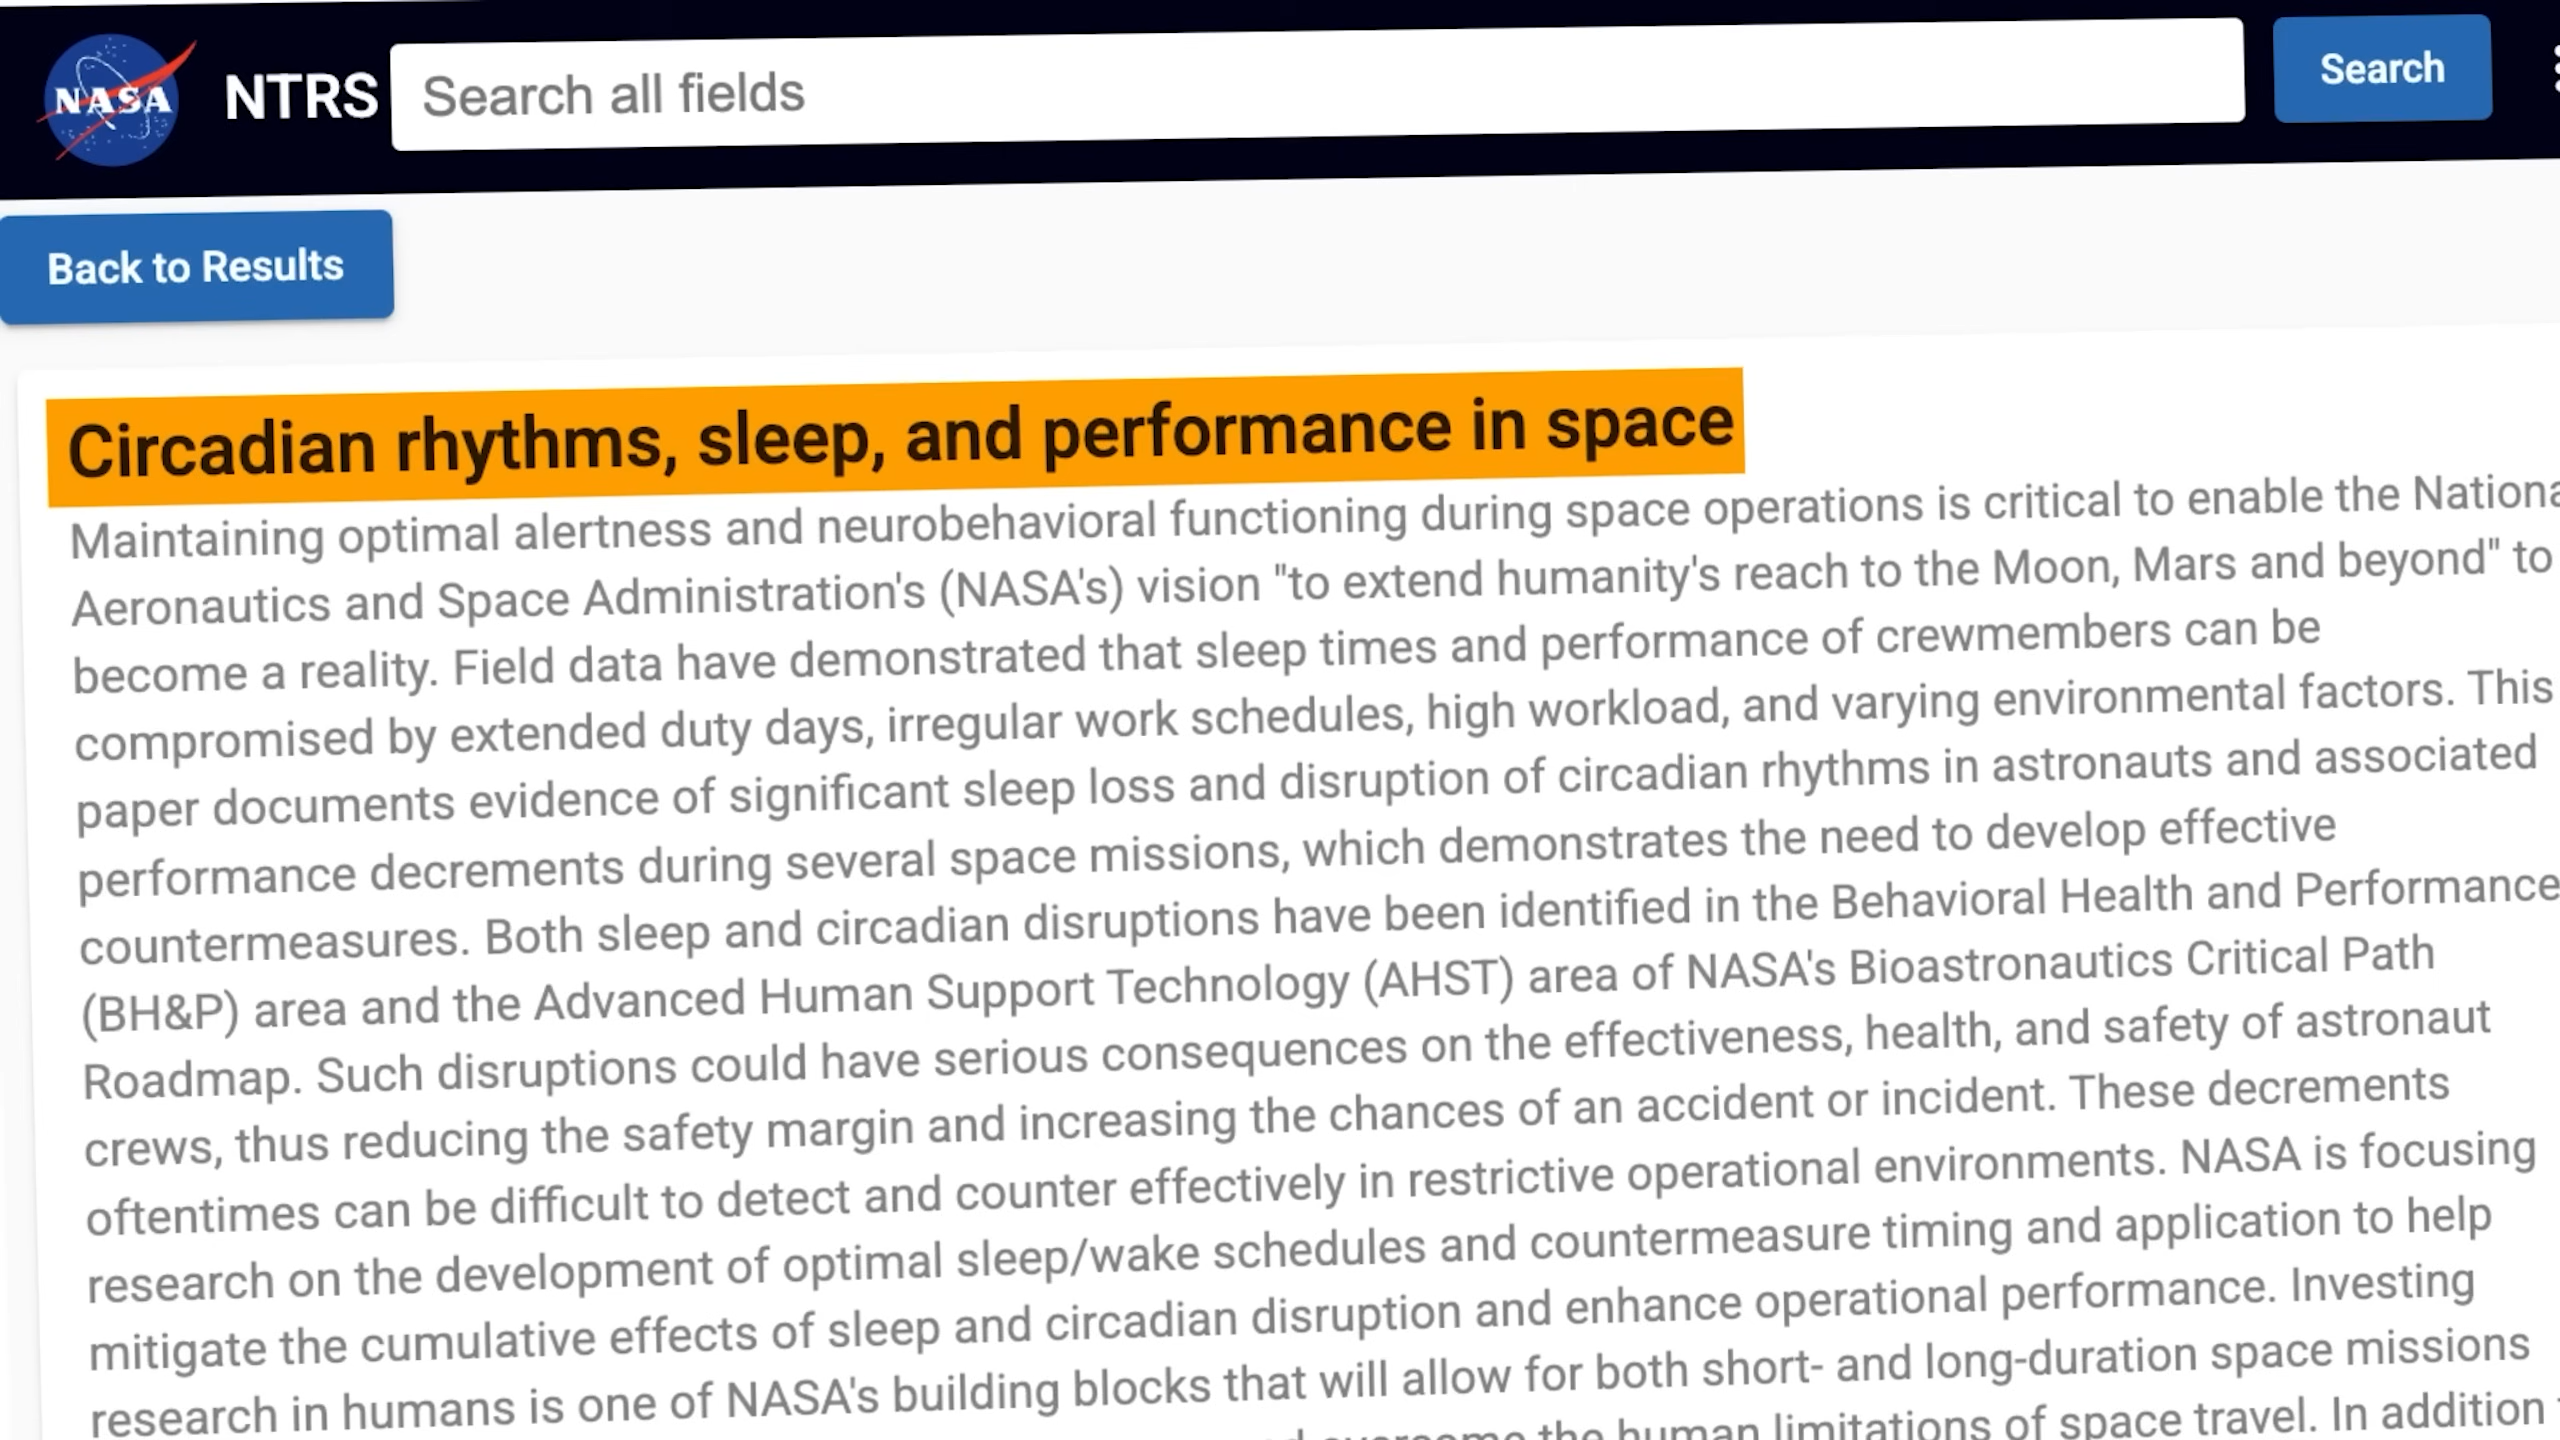 NASA
NTRS
Search all fields
Search
Back to Results
Circadian rhythms, sleep, and performance in space
Maintaining optimal alertness and neurobehavioral functioning during space operations is critical to enable the
Aeronautics and Space Administration's (NASA's) vision "to extend humanity's reach to the Moon, Mars and beyond" to
become a reality. Field data have demonstrated that sleep times and performance of crewmembers can be
compromised by extended duty days, irregular work schedules, high workload, and varying environmental factors. This
paper documents evidence of significant sleep loss and disruption of circadian rhythms in astronauts and associated
performance decrements during several space missions, which demonstrates the need to develop effective
countermeasures. Both sleep and circadian disruptions have been identified in the Behavioral Health and Performance
(BH&P) area and the Advanced Human Support Technology (AHST) area of NASA's Bioastronautics Critical Path
Roadmap. Such disruptions could have serious consequences on the effectiveness, health, and safety of astronaut
crews, thus reducing the safety margin and increasing the chances of an accident or incident. These decrements
oftentimes can be difficult to detect and counter effectively in restrictive operational environments. NASA is focusing
research on the development of optimal sleep/wake schedules and countermeasure timing and application to help
mitigate the cumulative effects of sleep and circadian disruption and enhance operational performance. Investing
research in humans is one of NASA's building blocks that will allow for both short- and long-duration space missions
the human limitations of space travel. In addition